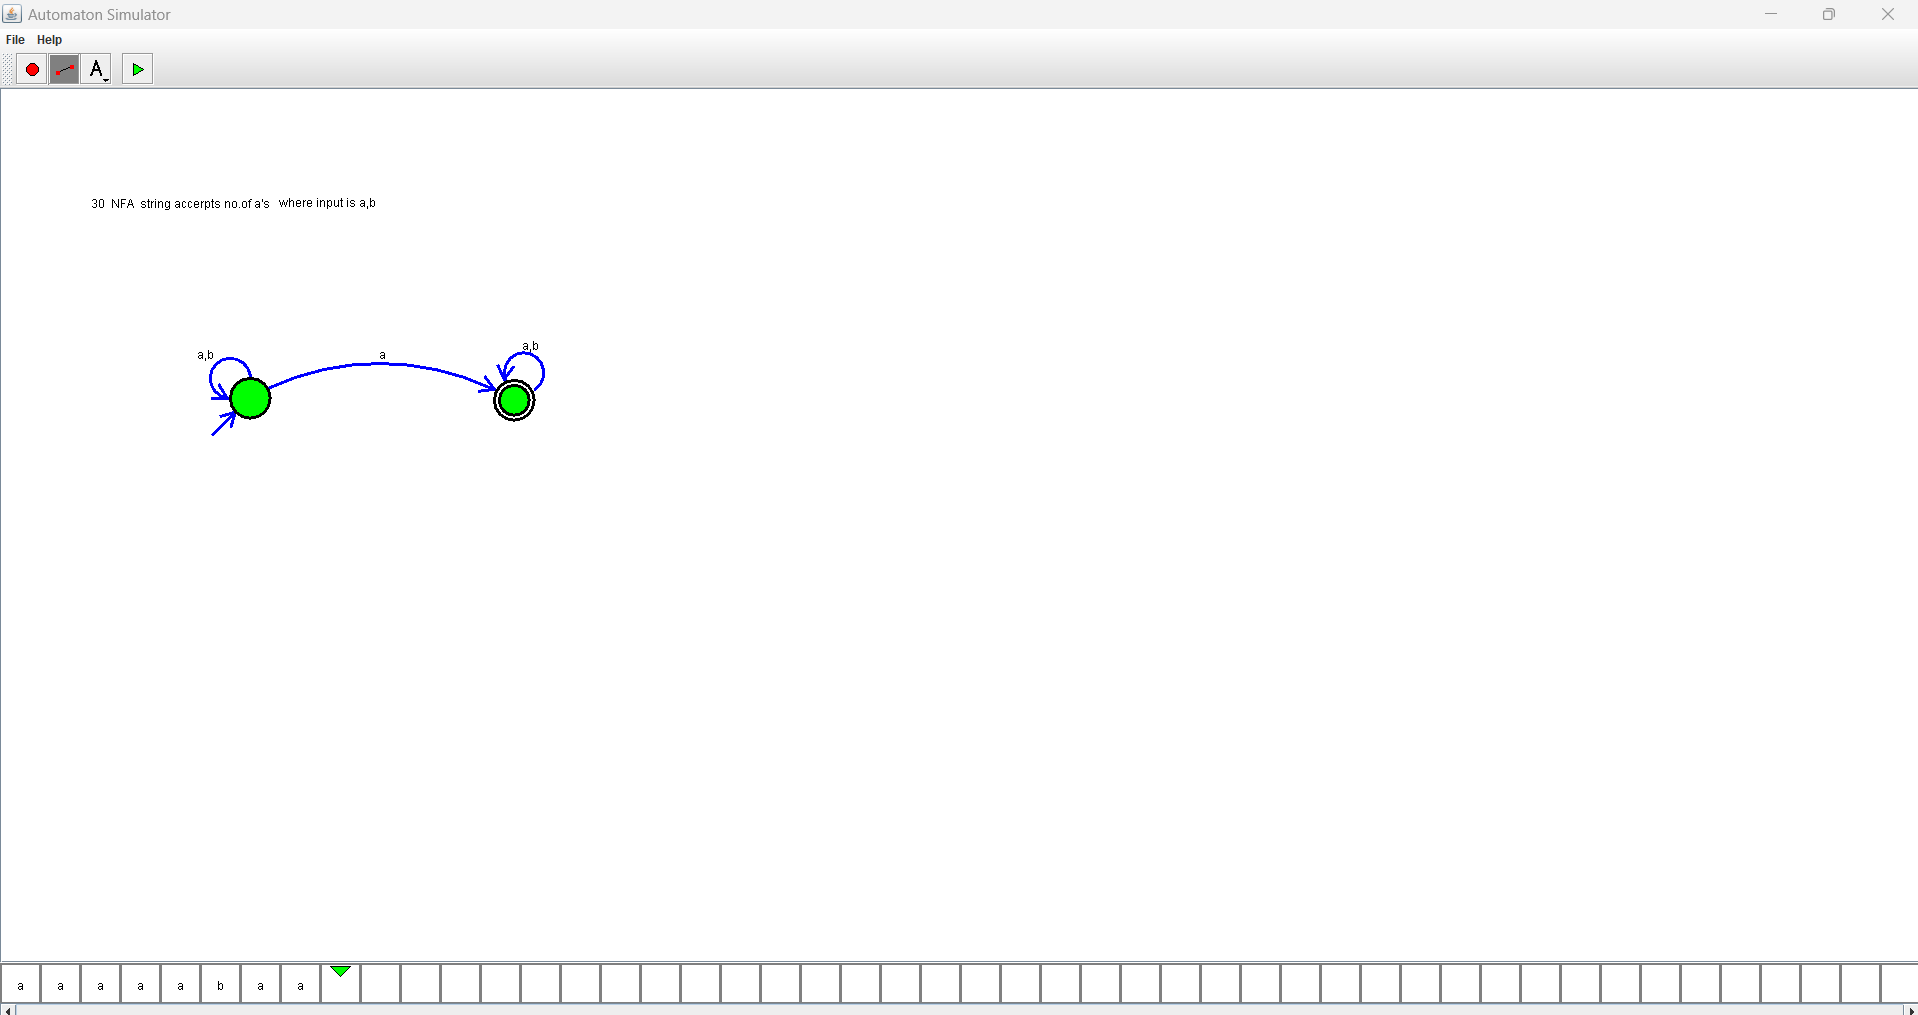 Automaton Simulator
File Help
A
30 NFA string accerpts no.of a's where input is a,b
a,b
a
a,b
a a a a a b a a